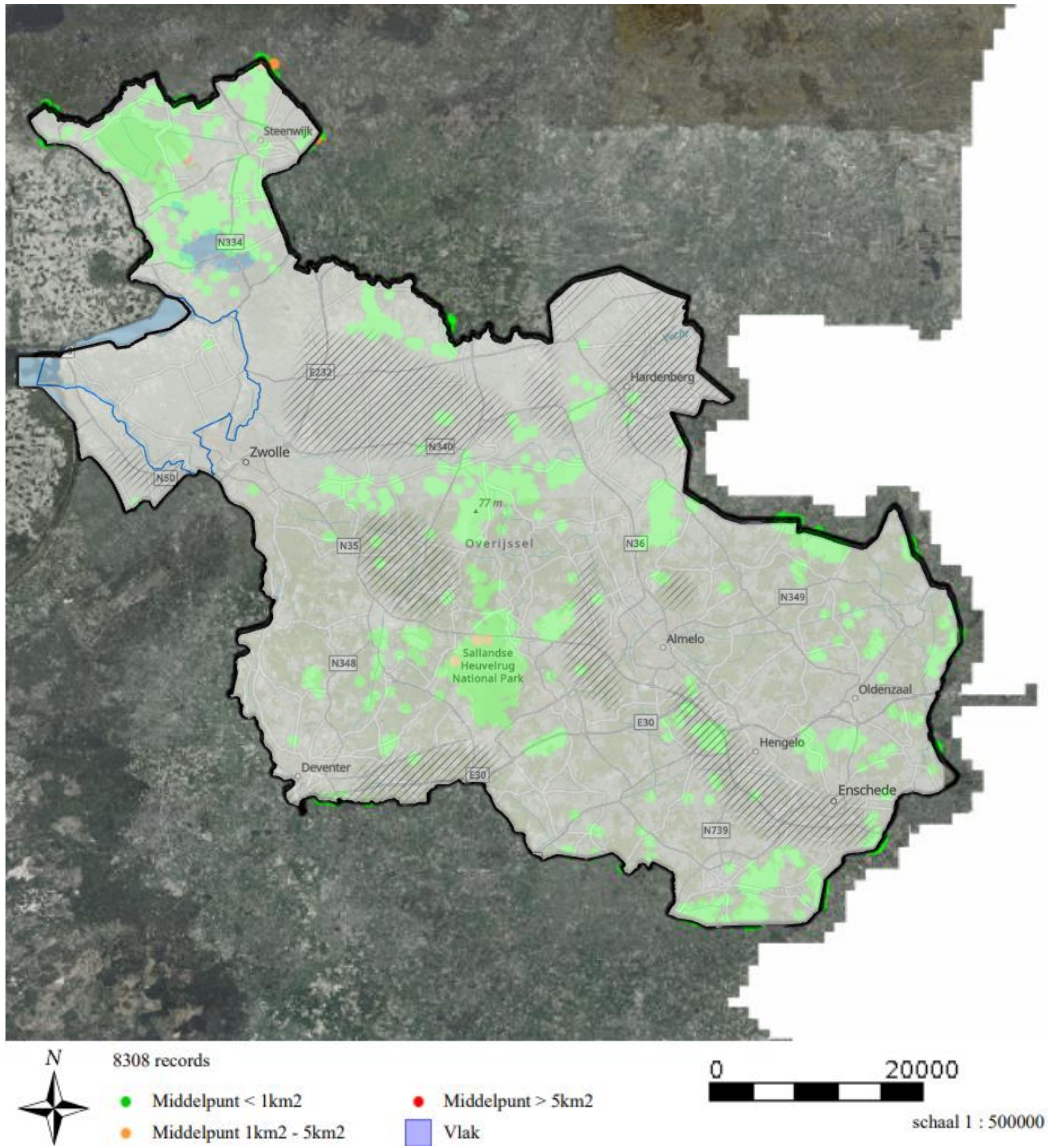 Steenwijk
N334
Vecht
E232
Hardenberg
N340
Zwolle
N50
77 m
N35
Overijssel
N36
N349
Almelo
Sallandse
Heuvelrug
National Park
N348
Oldenzaal
E30
Hengelo
Deventer
E30
Enschede
N739
N
8308 records
0 20000
Middelpunt < 1km2
Middelpunt > 5km2
Middelpunt 1km2 - 5km2
Vlak
schaal 1 : 500000